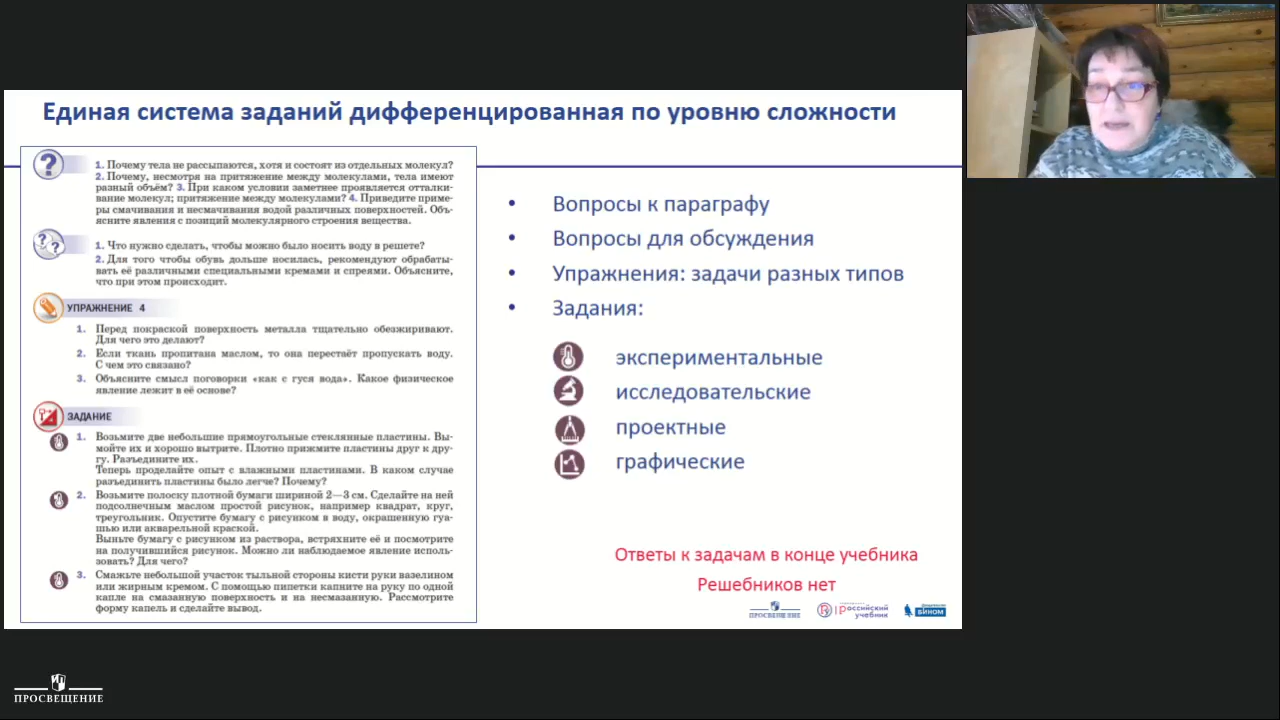 Единая система заданий дифференцированная по уровню сложности
1. Почему тела не рассыпаются, хотя и состоят из отдельных молекул?
2. Почему, несмотря на притяжение между молекулами, тела имеют
разный объём? 3. При каком условии заметнее проявляется отталки-
вание молекул; притяжение между молекулами? 4. Приведите приме-
ры смачивания и несмачивания водой различных поверхностей. Объ-
ясните явления с позиций молекулярного строения вещества.
1. Что нужно сделать, чтобы можно было носить воду в решете?
2. Для того чтобы обувь дольше носилась, рекомендуют обрабаты-
вать её различными специальными кремами и спреями. Объясните,
что при этом происходит.
УПРАЖНЕНИЕ 4
1. Перед покраской поверхность металла тщательно обезжиривают.
Для чего это делают?
2. Если ткань пропитана маслом, то она перестаёт пропускать воду.
С чем это связано?
3. Объясните смысл поговорки «как с гуся вода». Какое физическое
явление лежит в её основе?
ЗАДАНИЕ
1. Возьмите две небольшие прямоугольные стеклянные пластины. Вы-
мойте их и хорошо вытрите. Плотно прижмите пластины друг к дру-
гу. Разъедините их.
Теперь проделайте опыт с влажными пластинами. В каком случае
разъединить пластины было легче? Почему?
2. Возьмите полоску плотной бумаги шириной 2—3 см. Сделайте на ней
подсолнечным маслом простой рисунок, например квадрат, круг,
треугольник. Опустите бумагу с рисунком в воду, окрашенную гуа-
шью или акварельной краской.
Выньте бумагу с рисунком из раствора, встряхните её и посмотрите
на получившийся рисунок. Можно ли наблюдаемое явление исполь-
зовать? Для чего?
3. Смажьте небольшой участок тыльной стороны кисти руки вазелином
или жирным кремом. С помощью пипетки капните на руку по одной
капле на смазанную поверхность и на несмазанную. Рассмотрите
форму капель и сделайте вывод.
• Вопросы к параграфу
• Вопросы для обсуждения
• Упражнения: задачи разных типов
• Задания:
экспериментальные
исследовательские
проектные
графические
Ответы к задачам в конце учебника
Решебников нет
ПРОСВЕЩЕНИЕ
российский
учебник
БИНОМ
ПРОСВЕЩЕНИЕ